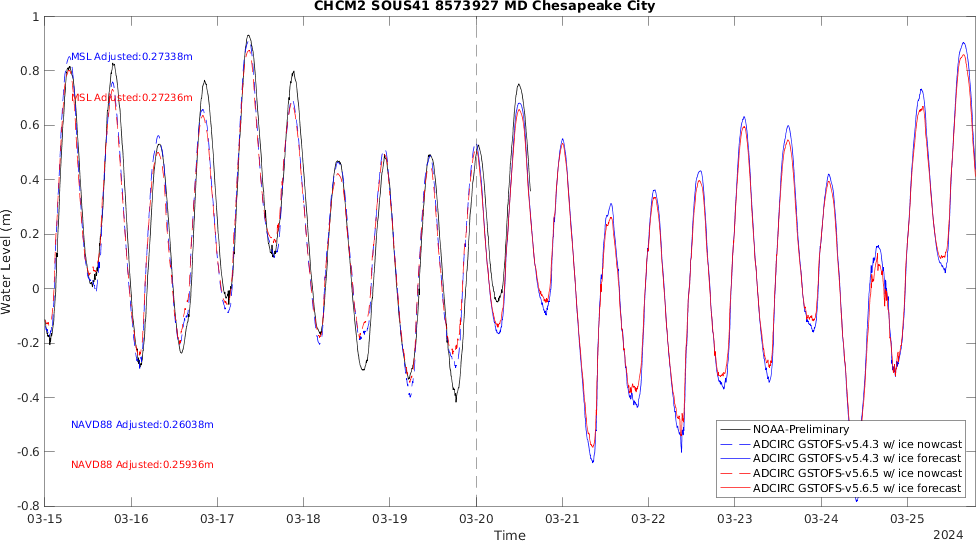 CHCM2 SOUS41 8573927 MD Chesapeake City
1
0.8
0.6
0.4
0.2
0
-0.2
-0.4
-0.6
-0.8
Water Level (m)
MSL Adjusted:0.27338m
MSL Adjusted:0.27236m
NAVD88 Adjusted:0.26038m
NAVD88 Adjusted:0.25936m
NOAA-Preliminary
ADCIRC GSTOFS-v5.4.3 w/ ice nowcast
ADCIRC GSTOFS-v5.4.3 w/ ice forecast
ADCIRC GSTOFS-v5.6.5 w/ ice nowcast
ADCIRC GSTOFS-v5.6.5 w/ ice forecast
03-15 03-16 03-17 03-18 03-19 03-20 03-21 03-22 03-23 03-24 03-25
Time
2024